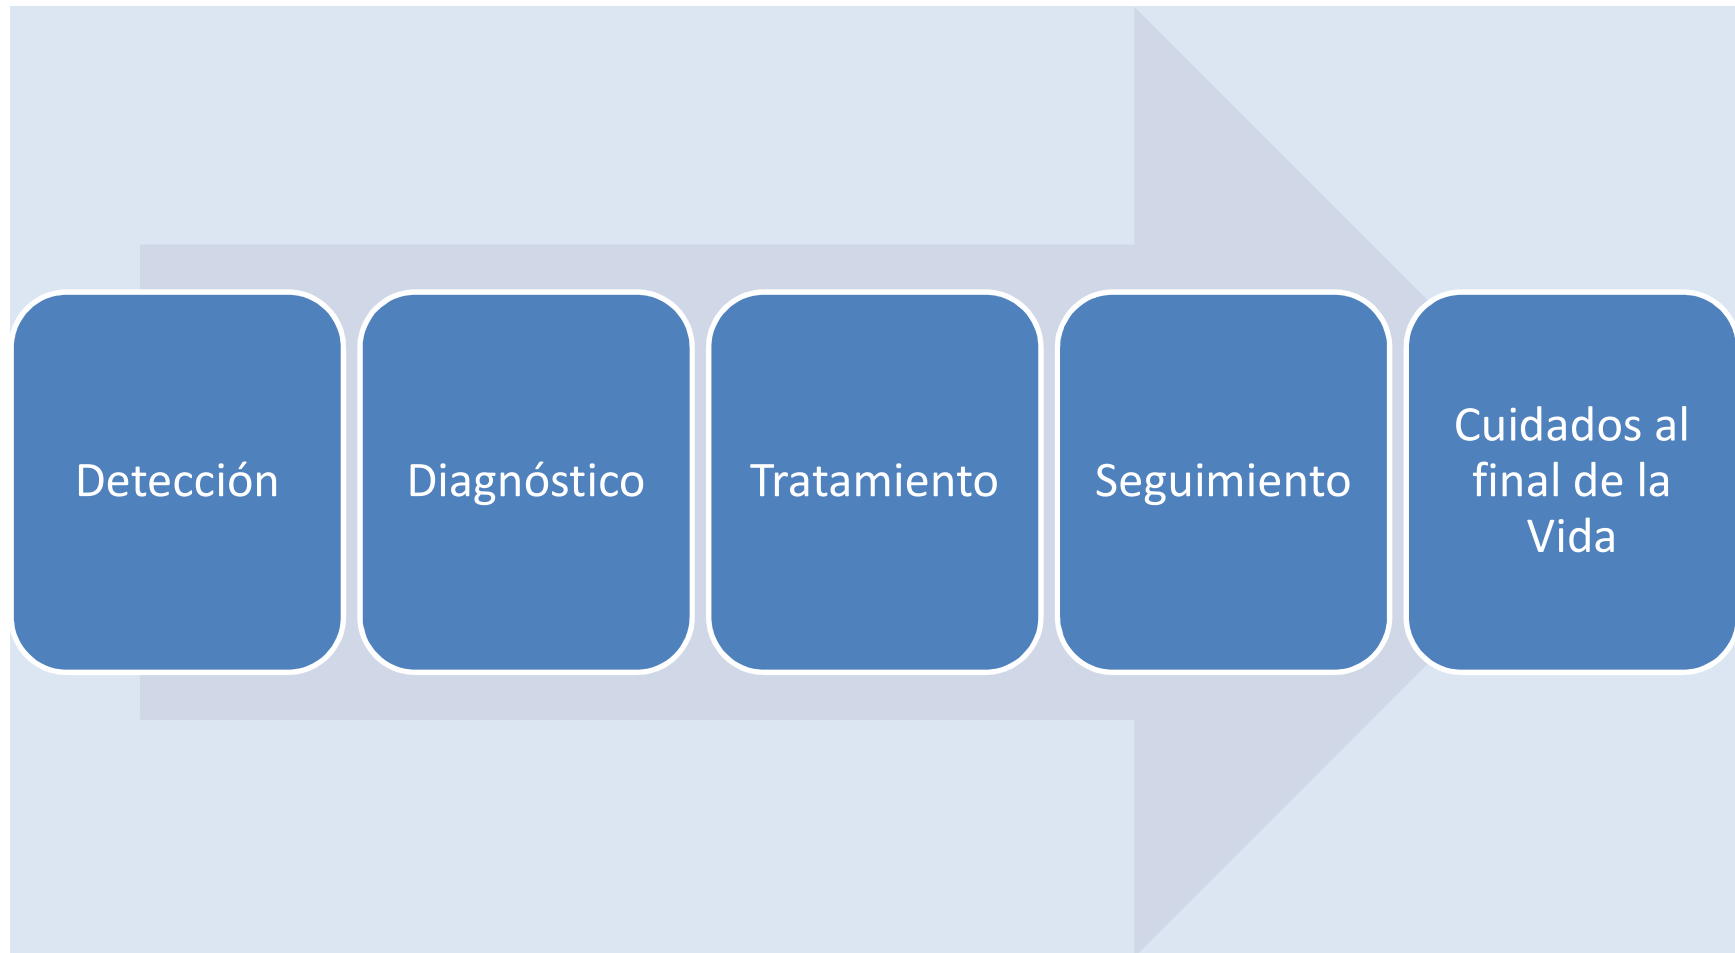 Detección
Diagnóstico
Tratamiento
Seguimiento
Cuidados al
final de la
Vida